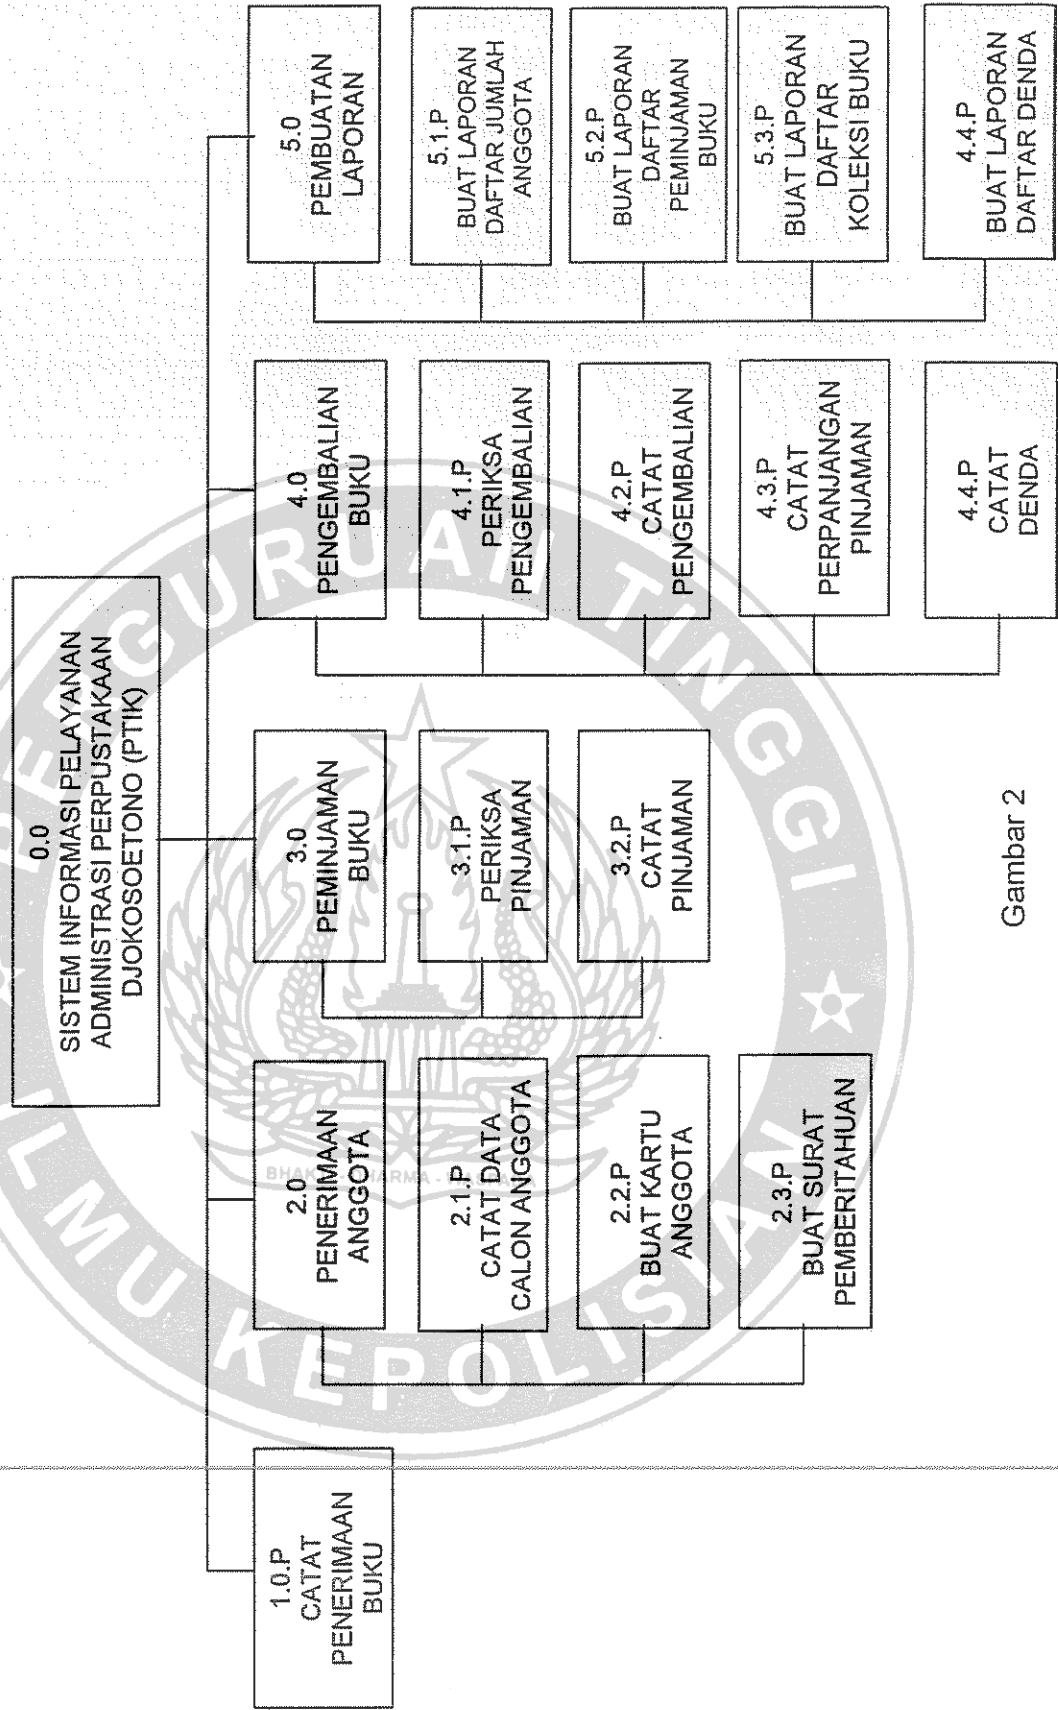 0.0
SISTEM INFORMASI PELAYANAN
ADMINISTRASI PERPUSTAKAAN
DJOKOSOETONO (PTIK)
1.0.P
CATAT
PENERIMAAN
BUKU
2.0
PENERIMAAN
ANGGOTA
2.1.P
CATAT DATA
CALON ANGGOTA
2.2.P
BUAT KARTU
ANGGOTA
2.3.P
BUAT SURAT
PEMBERITAHUAN
3.0
PEMINJAMAN
BUKU
3.1.P
PERIKSA
PINJAMAN
3.2.P
CATAT
PINJAMAN
4.0
PENGEMBALIAN
BUKU
4.1.P
PERIKSA
PENGEMBALIAN
4.2.P
CATAT
PENGEMBALIAN
4.3.P
CATAT
PERPANJANGAN
PINJAMAN
4.4.P
CATAT
DENDA
5.0
PEMBUATAN
LAPORAN
5.1.P
BUAT LAPORAN
DAFTAR JUMLAH
ANGGOTA
5.2.P
BUAT LAPORAN
DAFTAR
PEMINJAMAN
BUKU
5.3.P
BUAT LAPORAN
DAFTAR
KOLEKSI BUKU
4.4.P
BUAT LAPORAN
DAFTAR DENDA
Gambar 2
TINGGI
ILMU KEPOLISIAN